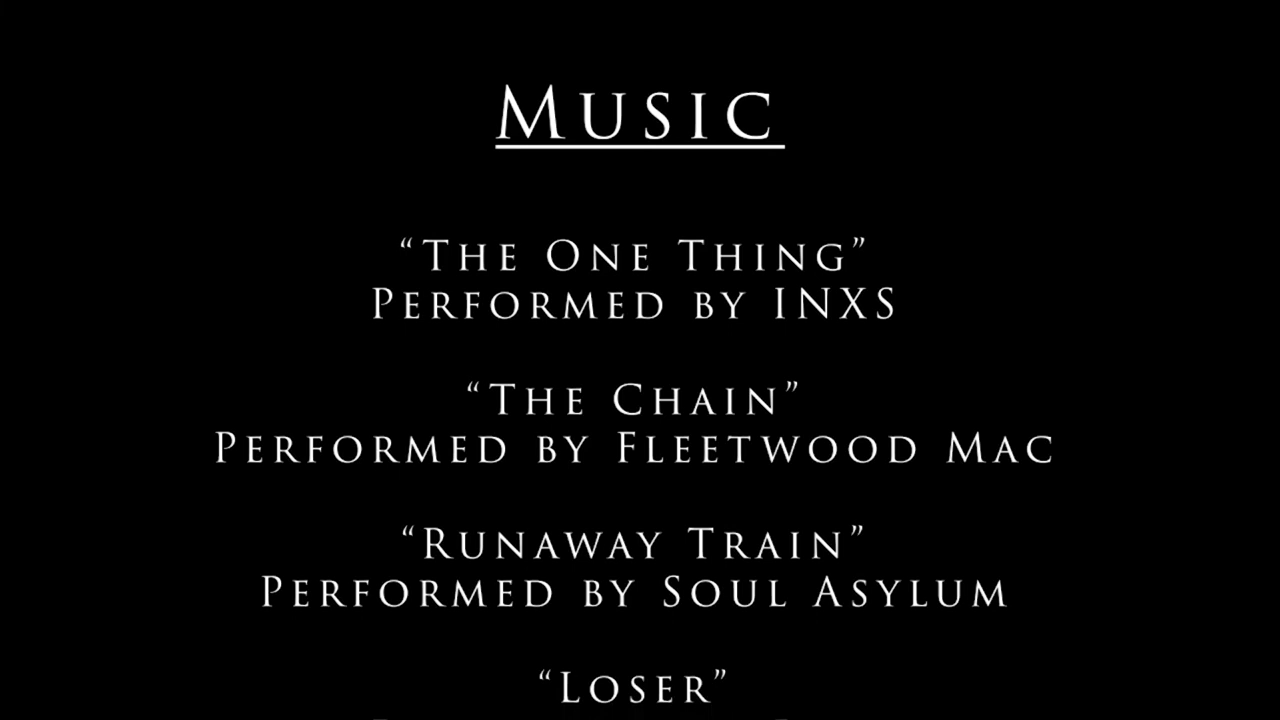 Music
“The One Thing”
Performed by INXS
“The Chain”
Performed by Fleetwood Mac
“Runaway Train”
Performed by Soul Asylum
“Loser”